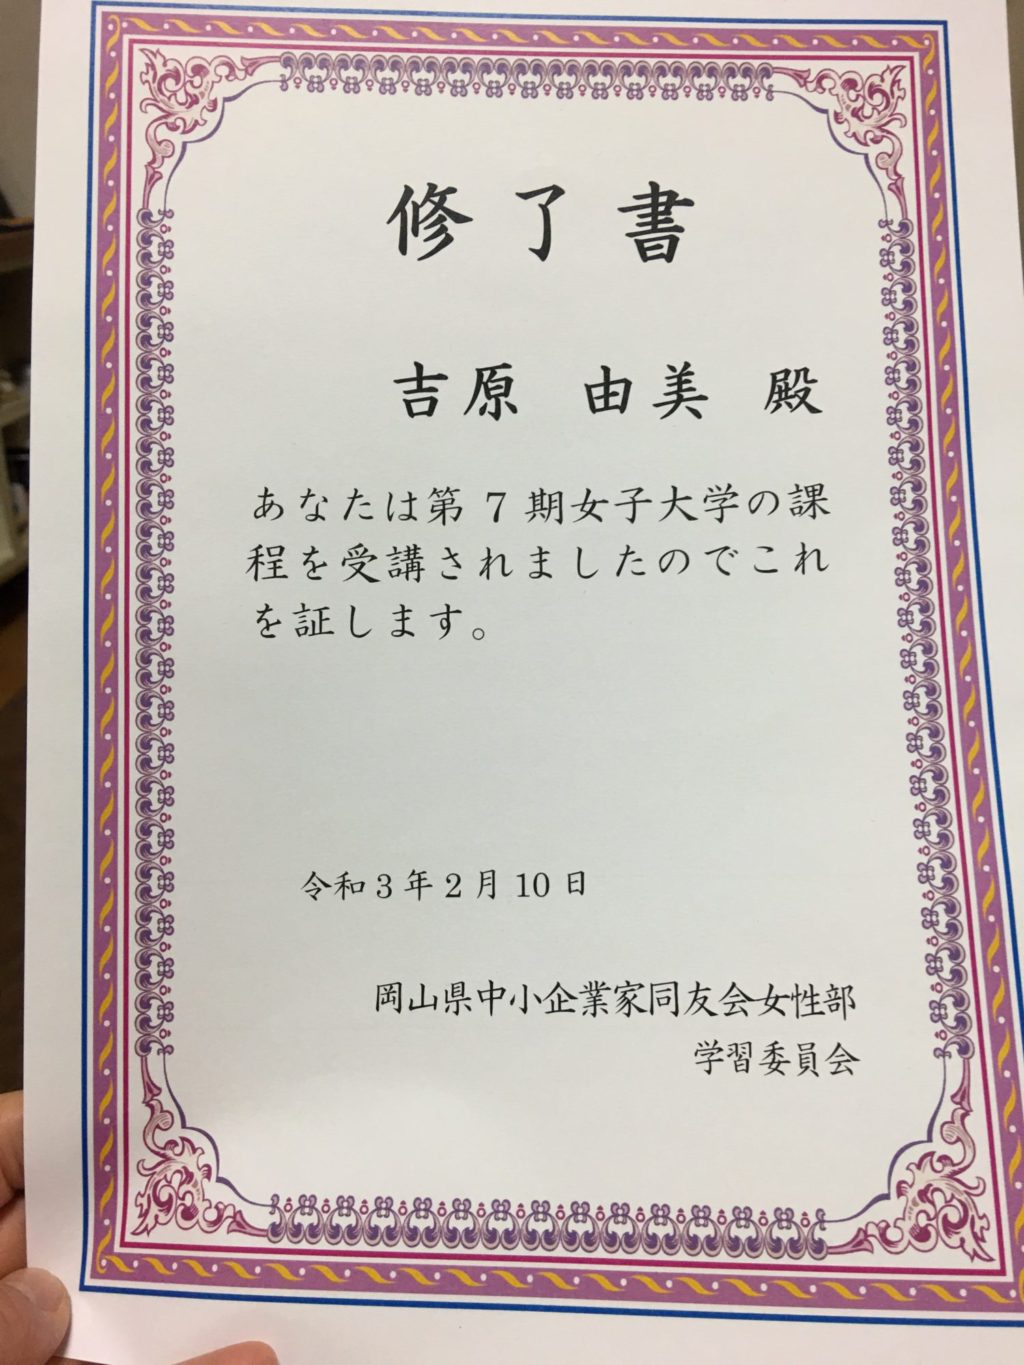 修了書
吉原 由美 殿
あなたは第7期女子大学の課
程を受講されましたのでこれ
を証します。
令和3年2月10日
岡山県中小企業家同友会女性部
学習委員会